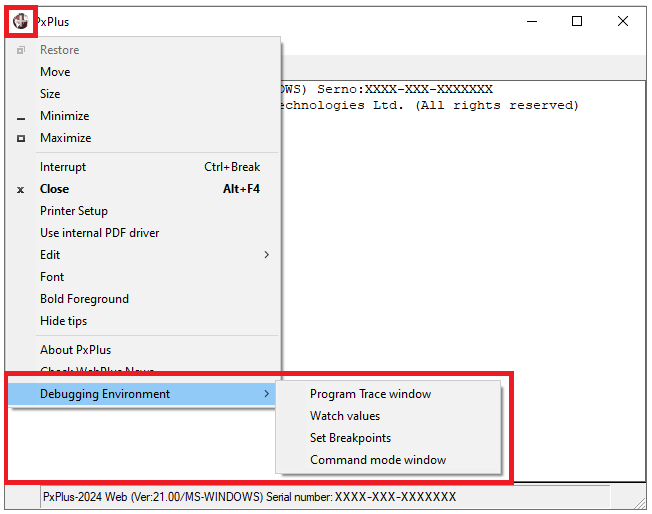 PxPlus
Restore
Move
Size
Minimize
Maximize
Interrupt Ctrl+Break
Close Alt+F4
Printer Setup
Use internal PDF driver
Edit
Font
Bold Foreground
Hide tips
About PxPlus
Check WebPlus News
Debugging Environment
OWS) Serno:XXXX-XXX-XXXXXXX
echnologies Ltd. (All rights reserved)
Program Trace window
Watch values
Set Breakpoints
Command mode window
PxPlus-2024 Web (Ver:21.00/MS-WINDOWS) Serial number: XXXX-XXX-XXXXXXX